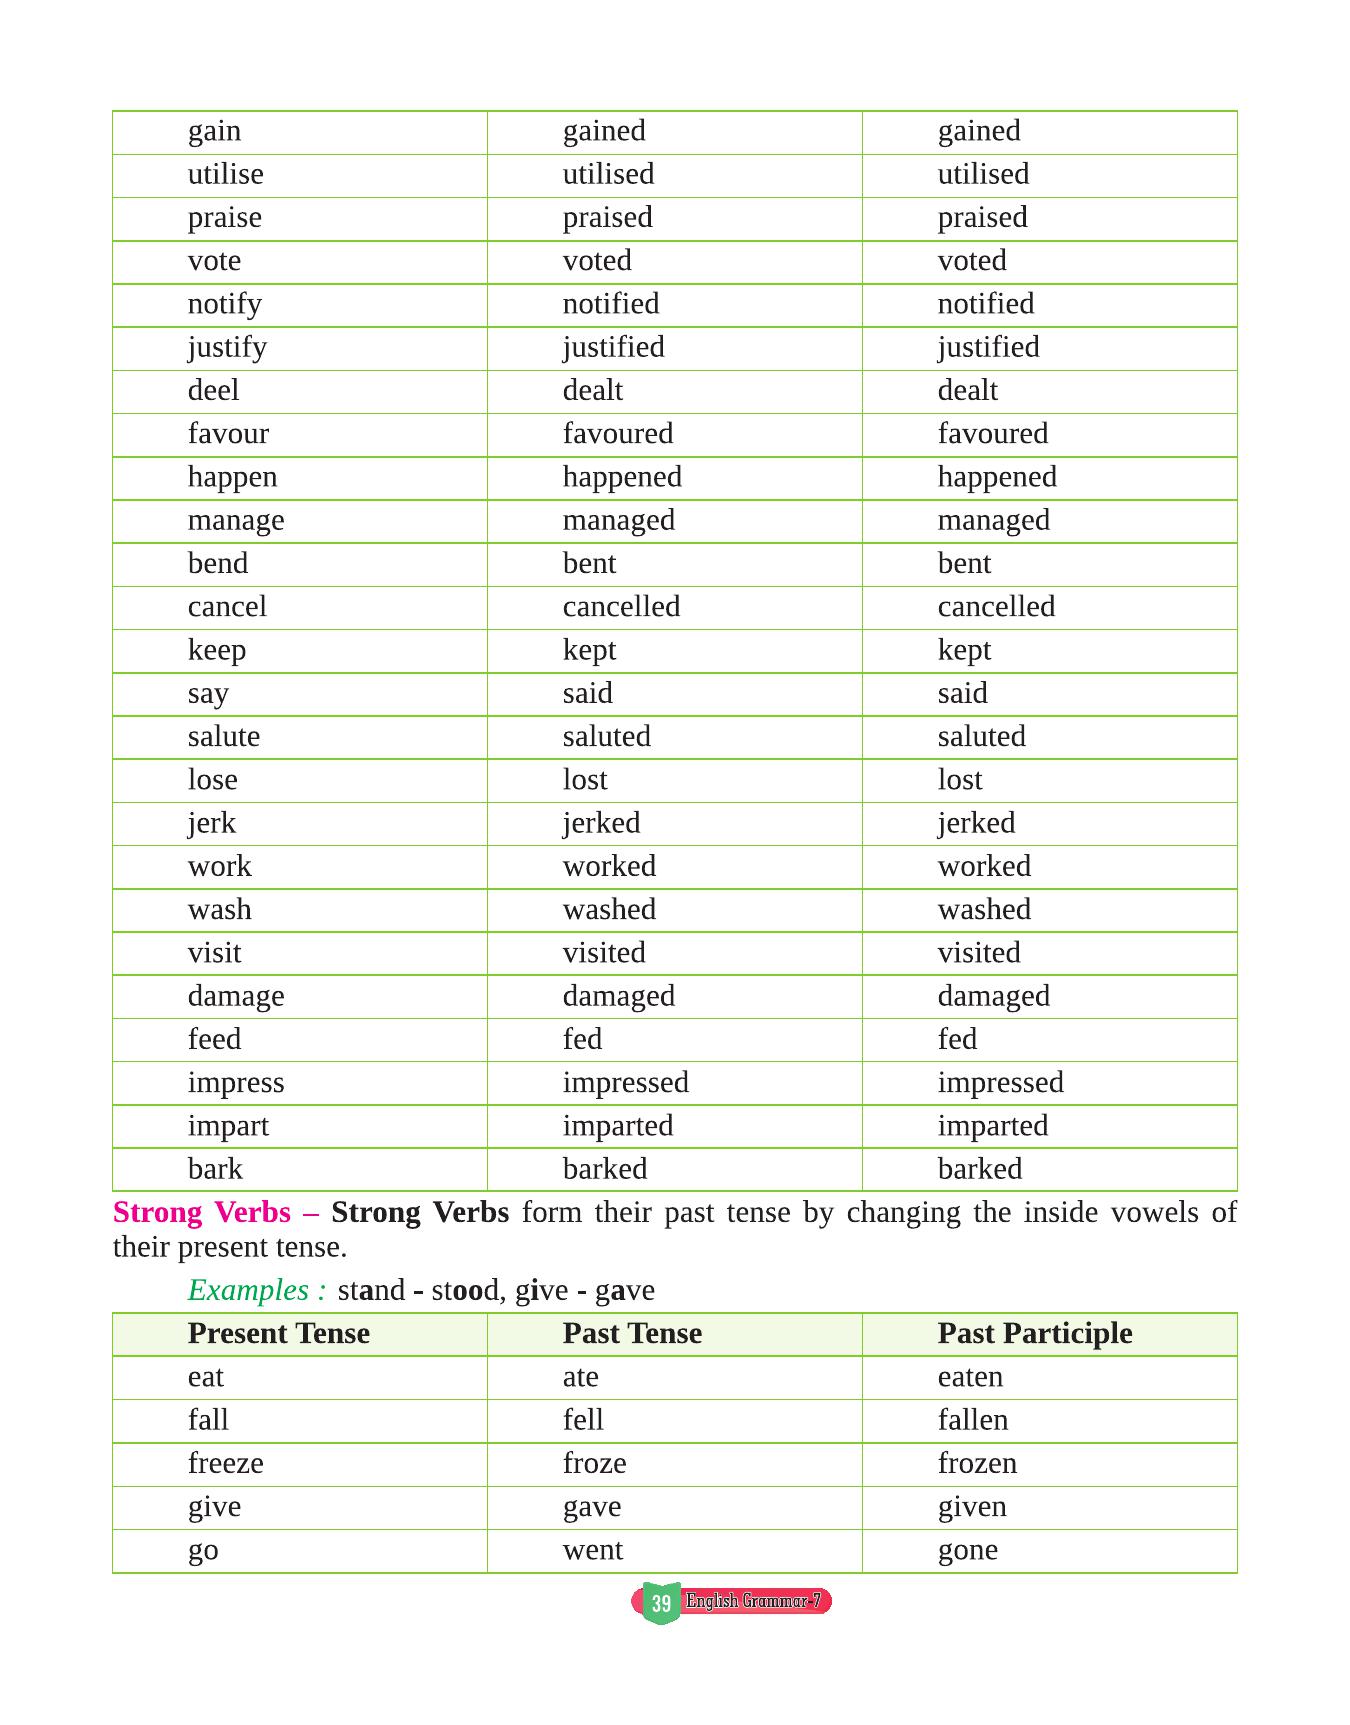 gain gained gained
utilise utilised utilised
praise praised praised
vote voted voted
notify notified notified
justify justified justified
deel dealt dealt
favour favoured favoured
happen happened happened
manage managed managed
bend bent bent
cancel cancelled cancelled
keep kept kept
say said said
salute saluted saluted
lose lost lost
jerk jerked jerked
work worked worked
wash washed washed
visit visited visited
damage damaged damaged
feed fed fed
impress impressed impressed
impart imparted imparted
bark barked barked
Strong Verbs – Strong Verbs form their past tense by changing the inside vowels of
their present tense.
Examples : stand - stood, give - gave
Present Tense Past Tense Past Participle
eat ate eaten
fall fell fallen
freeze froze frozen
give gave given
go went gone
39 English Grammar-7